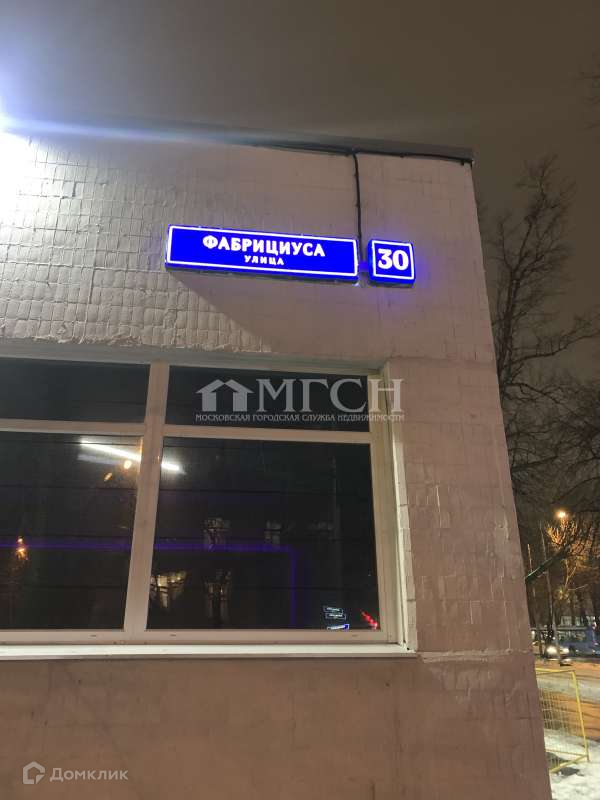 ФАБРИЦИУСА
УЛИЦА
30
МГСН
МОСКОВСКАЯ ГОРОДСКАЯ СЛУЖБА НЕДВИЖИМОСТИ
Домклик